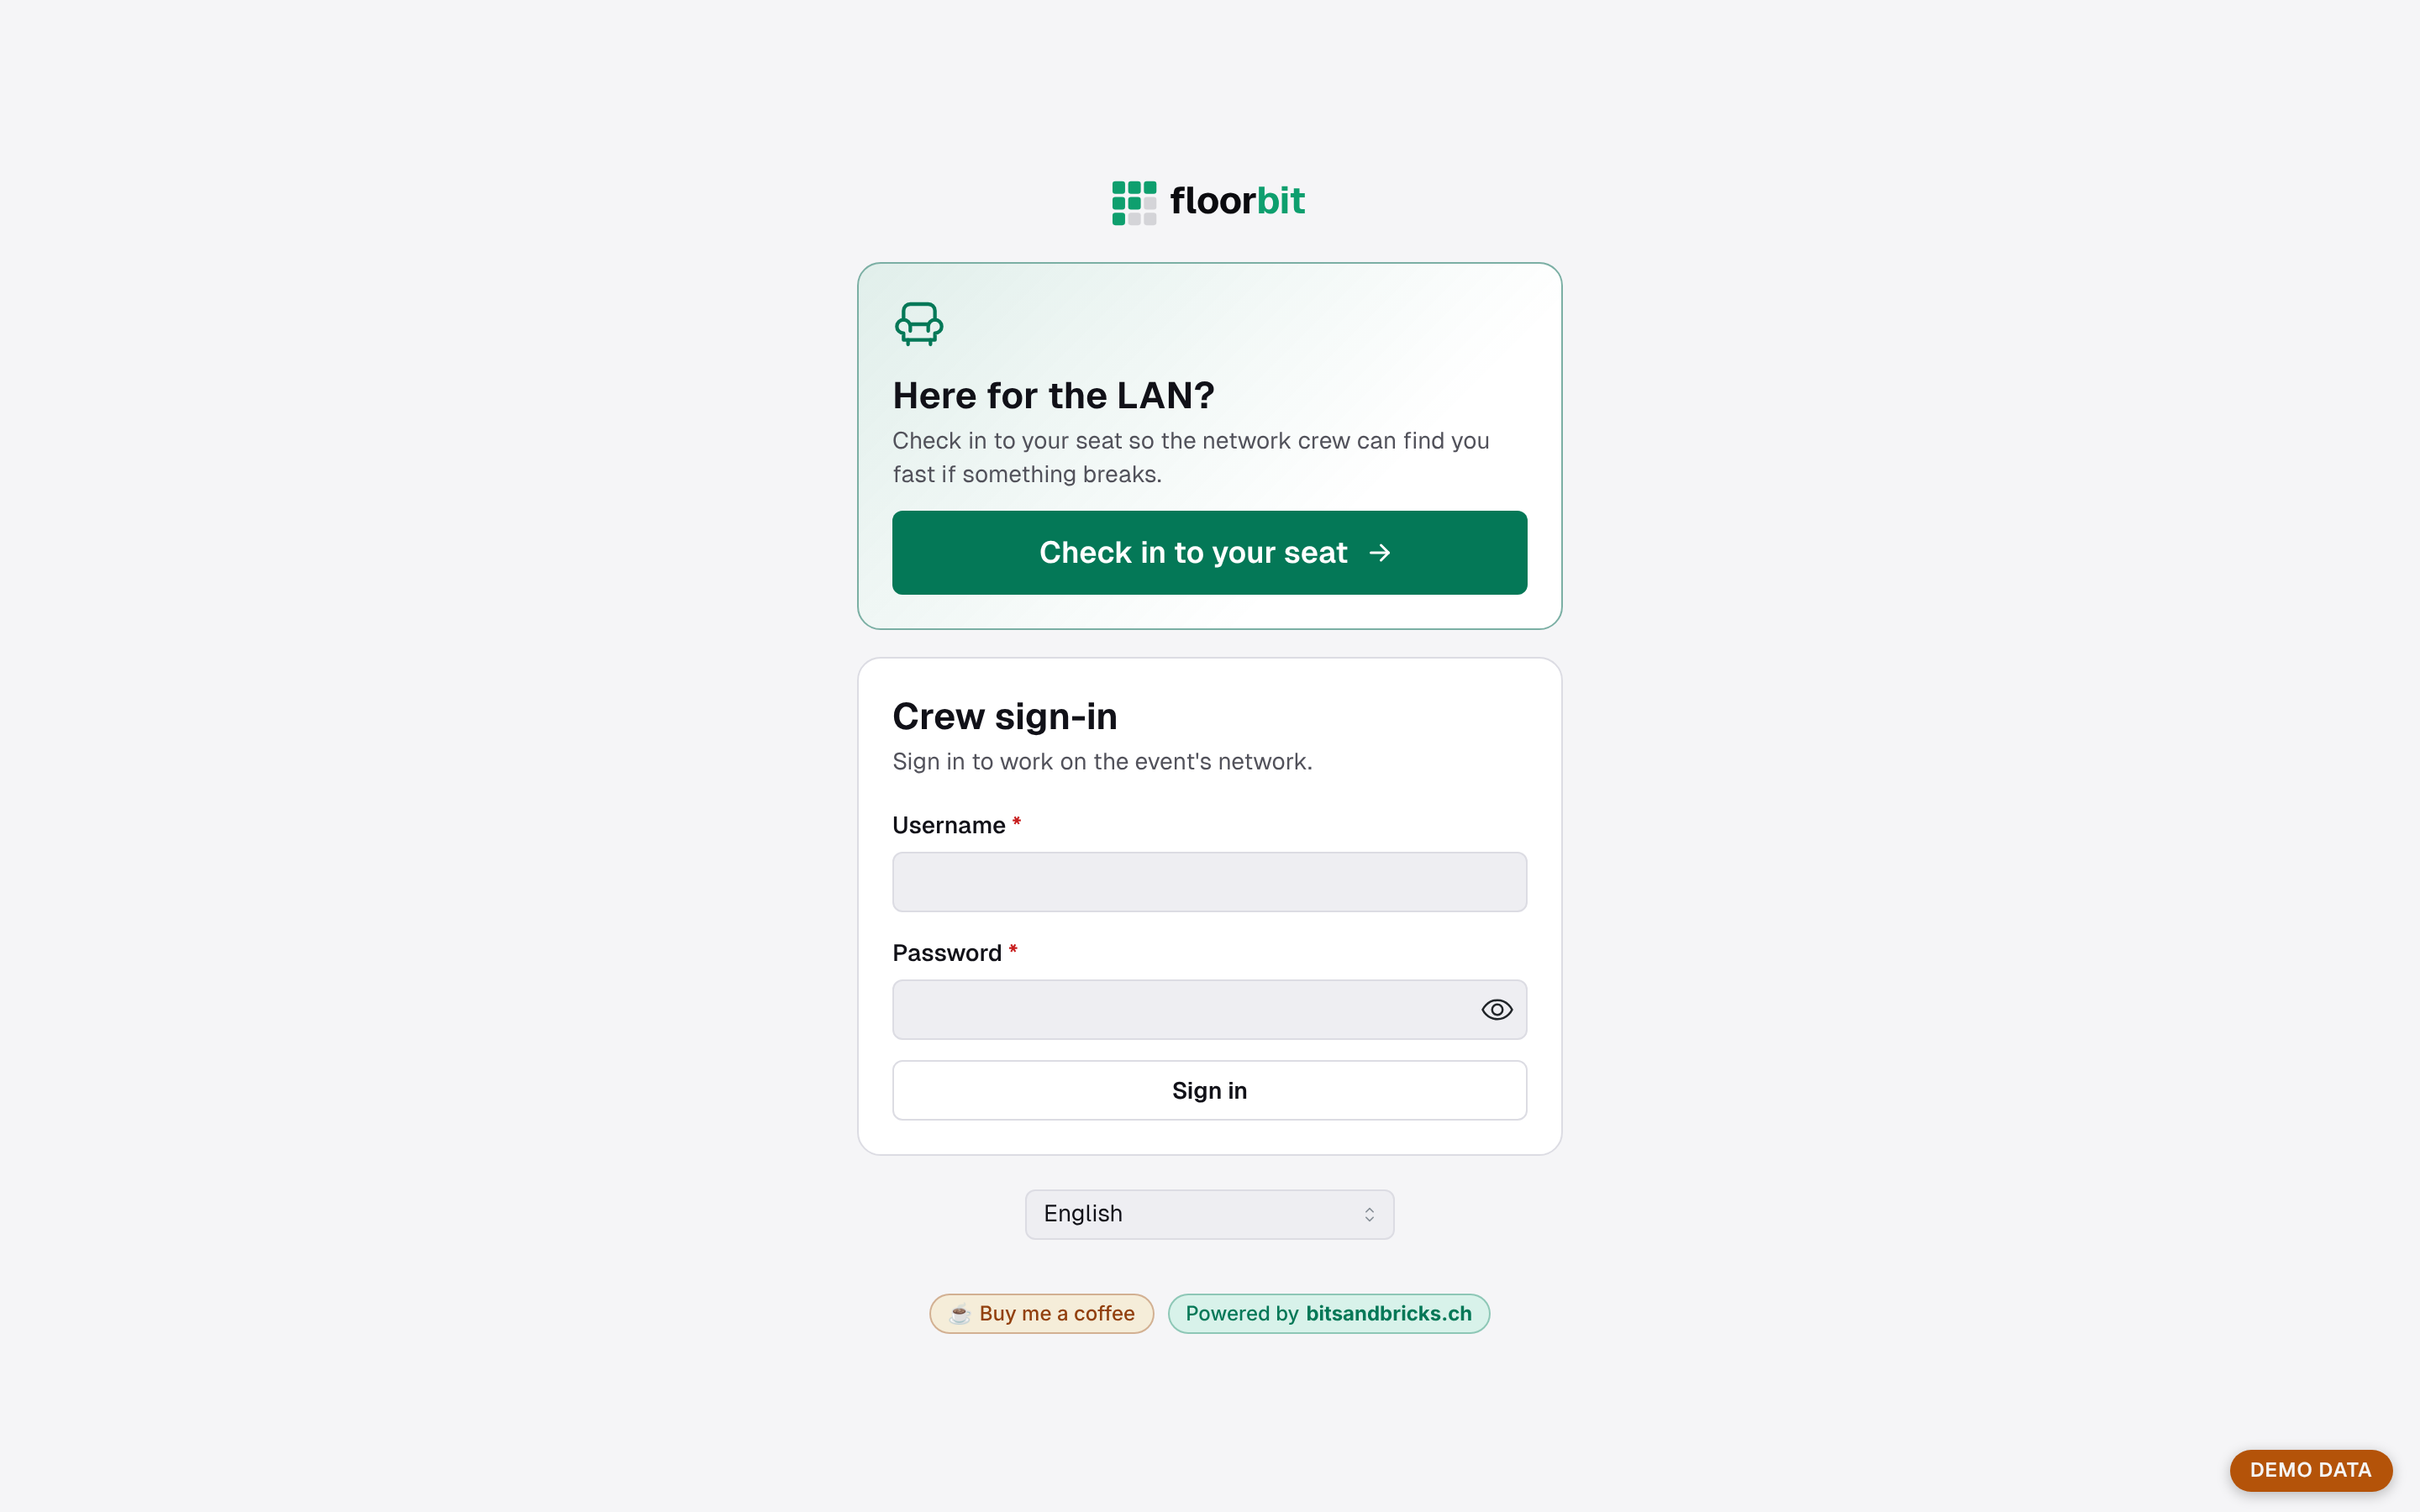 floorbit
Here for the LAN?
Check in to your seat so the network crew can find you
fast if something breaks.
Check in to your seat →
Crew sign-in
Sign in to work on the event's network.
Username *
Password *
Sign in
English
☕ Buy me a coffee
Powered by bitsandbricks.ch
DEMO DATA